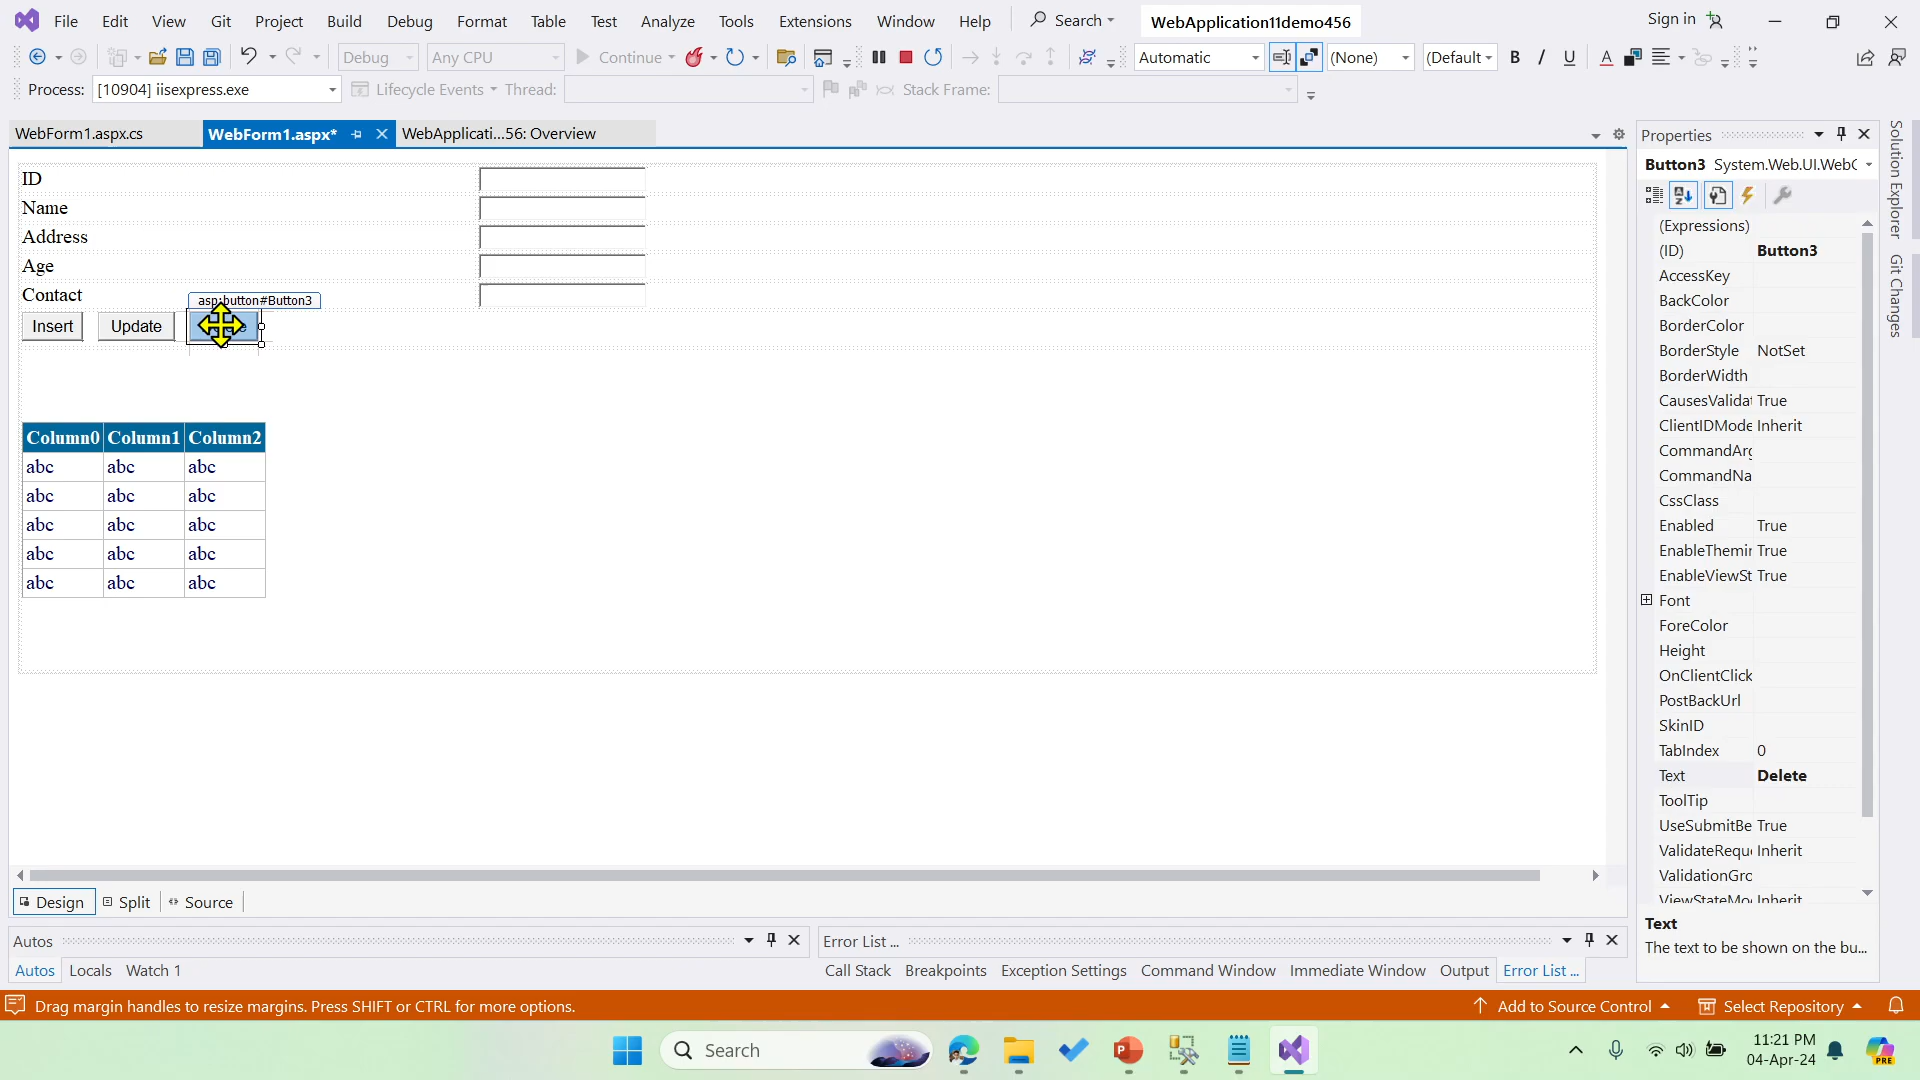 File Edit View Git Project Build Debug Format Table Test Analyze Tools Extensions Window Help Search WebApplication11demo456 Sign in
Debug Any CPU Continue Automatic (None) (Default B I U A
Process: [10904] iisexpress.exe Lifecycle Events Thread: Stack Frame:
WebForm1.aspx.cs WebForm1.aspx* WebApplicati...56: Overview
ID
Name
Address
Age
Contact
asp:button#Button3
Insert Update
Column0 Column1 Column2
abc abc abc
abc abc abc
abc abc abc
abc abc abc
abc abc abc
Design Split Source
Properties
Button3 System.Web.UI.WebC
(Expressions)
(ID) Button3
AccessKey
BackColor
BorderColor
BorderStyle NotSet
BorderWidth
CausesValidat True
ClientIDMode Inherit
CommandArg
CommandNa
CssClass
Enabled True
EnableThemin True
EnableViewSt True
Font
ForeColor
Height
OnClientClick
PostBackUrl
SkinID
TabIndex 0
Text Delete
ToolTip
UseSubmitBe True
ValidateReque Inherit
ValidationGro
ViewStateMo Inherit
Text
The text to be shown on the bu...
Solution Explorer
Git Changes
Autos
Autos Locals Watch 1
Error List ...
Call Stack Breakpoints Exception Settings Command Window Immediate Window Output Error List ...
Drag margin handles to resize margins. Press SHIFT or CTRL for more options.
Add to Source Control Select Repository
Search
11:21 PM
04-Apr-24
PRE